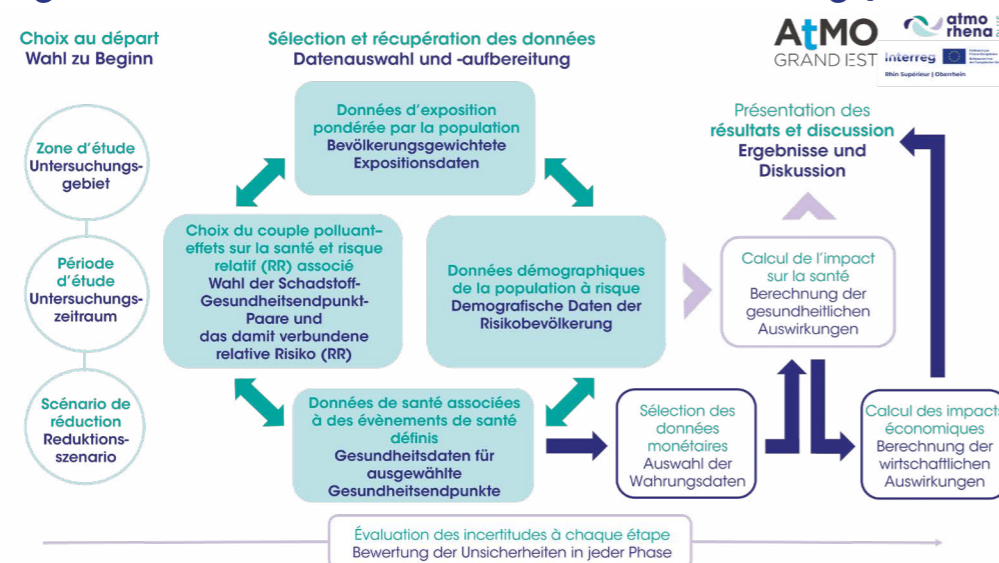 Choix au départ
Wahl zu Beginn
Sélection et récupération des données
Datenauswahl und -aufbereitung
AtMO
GRAND EST
atmo
rhena
Interreg
Rhin Supérieur | Oberrhein
Zone d'étude
Untersuchungs-
gebiet
Période
d'étude
Untersuchungs-
zeitraum
Scénario de
réduction
Reduktions-
szenario
Données d'exposition
pondérée par la population
Bevölkerungsgewichtete
Expositionsdaten
Choix du couple polluant–
effets sur la santé et risque
relatif (RR) associé
Wahl der Schadstoff-
Gesundheitsendpunkt-
Paare und
das damit verbundene
relative Risiko (RR)
Données démographiques
de la population à risque
Demografische Daten der
Risikobevölkerung
Données de santé associées
à des évènements de santé
définis
Gesundheitsdaten für
ausgewählte
Gesundheitsendpunkte
Sélection des
données
monétaires
Auswahl der
Wahrungsdaten
Présentation des
résultats et discussion
Ergebnisse und
Diskussion
Calcul de l'impact
sur la santé
Berechnung der
gesundheitlichen
Auswirkungen
Calcul des impacts
économiques
Berechnung der
wirtschaftlichen
Auswirkungen
Évaluation des incertitudes à chaque étape
Bewertung der Unsicherheiten in jeder Phase